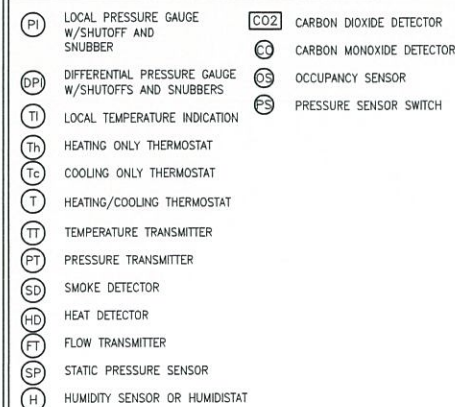 PI LOCAL PRESSURE GAUGE
W/SHUTOFF AND
SNUBBER
DPI DIFFERENTIAL PRESSURE GAUGE
W/SHUTOFFS AND SNUBBERS
TI LOCAL TEMPERATURE INDICATION
Th HEATING ONLY THERMOSTAT
Tc COOLING ONLY THERMOSTAT
T HEATING/COOLING THERMOSTAT
TT TEMPERATURE TRANSMITTER
PT PRESSURE TRANSMITTER
SD SMOKE DETECTOR
HD HEAT DETECTOR
FT FLOW TRANSMITTER
SP STATIC PRESSURE SENSOR
H HUMIDITY SENSOR OR HUMIDISTAT
CO2 CARBON DIOXIDE DETECTOR
CO CARBON MONOXIDE DETECTOR
OS OCCUPANCY SENSOR
PS PRESSURE SENSOR SWITCH